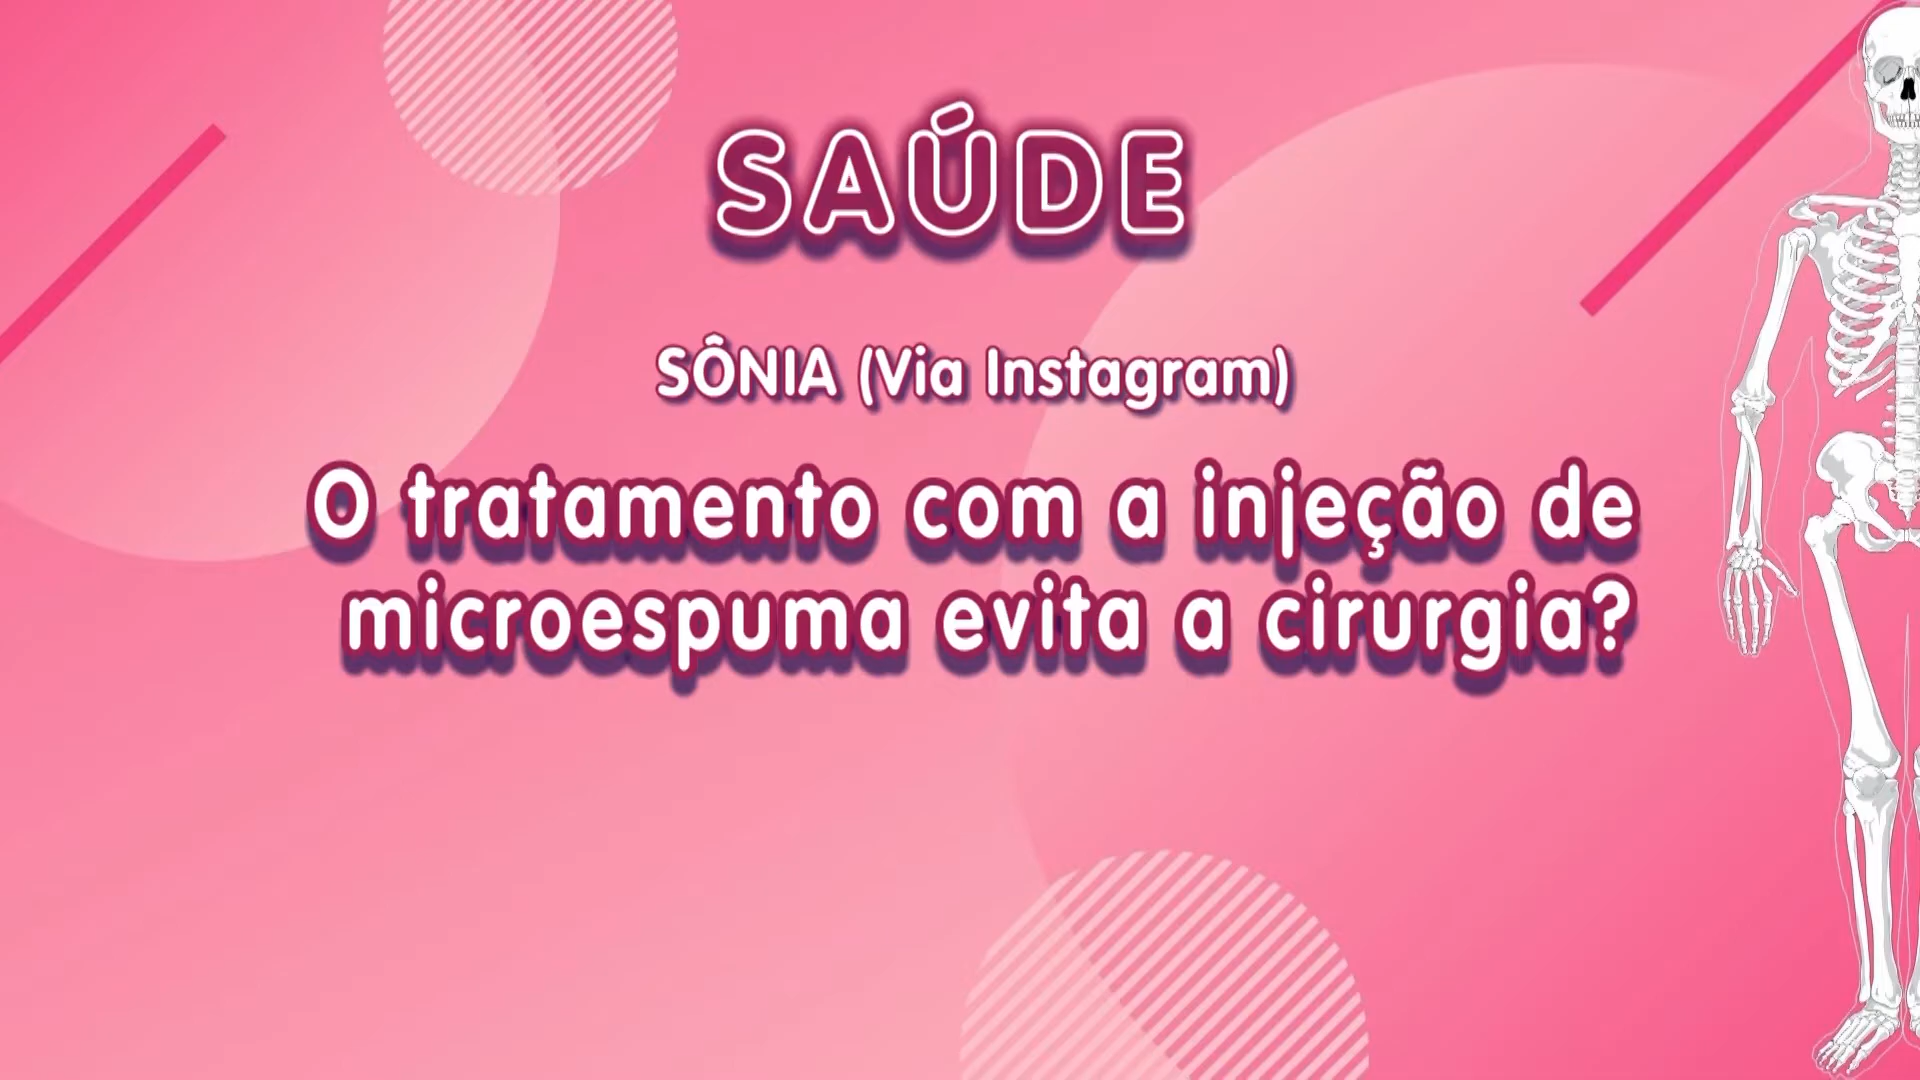 SAÚDE
SÔNIA (Via Instagram)
O tratamento com a injeção de
microespuma evita a cirurgia?